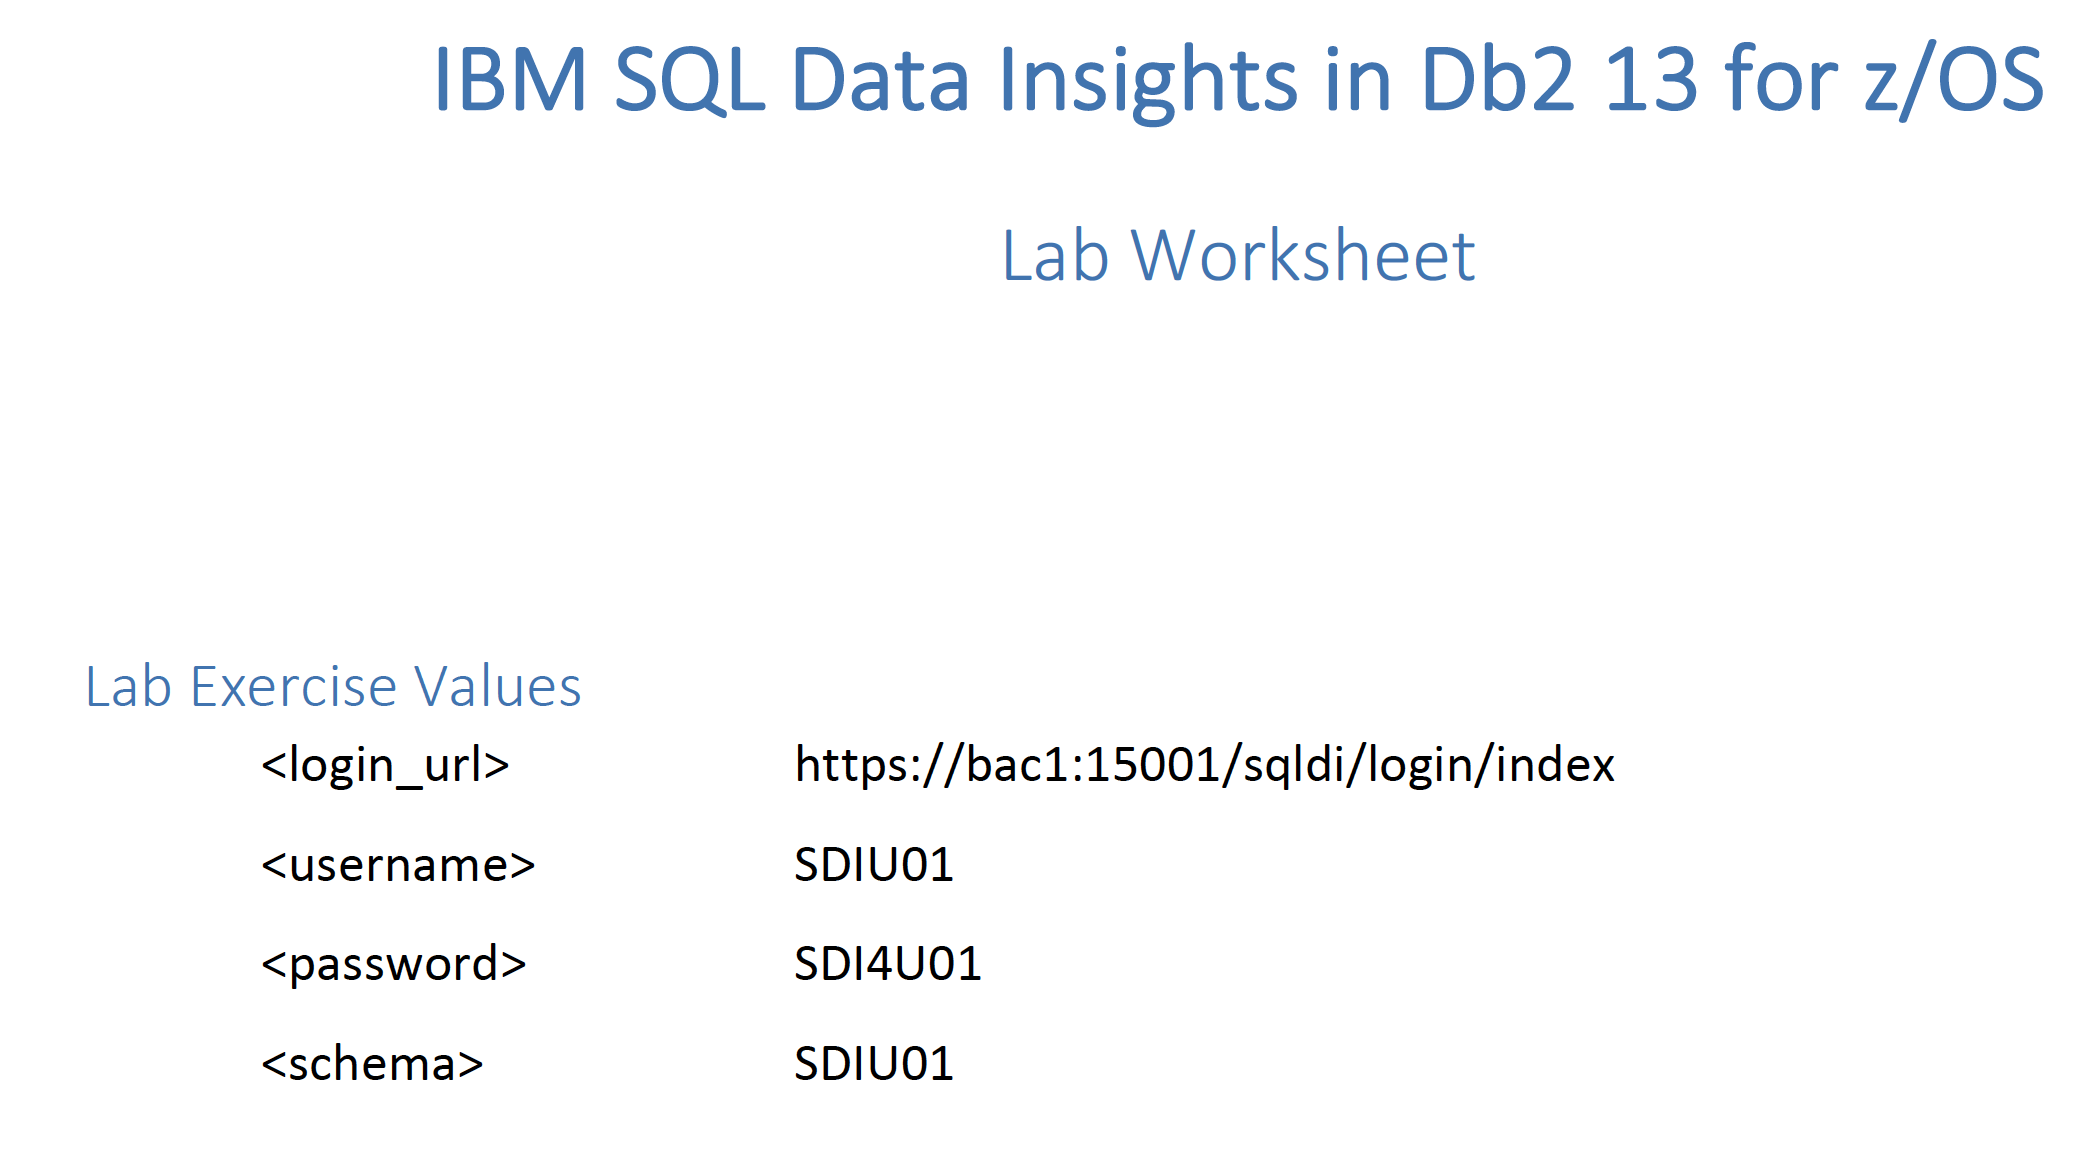 IBM SQL Data Insights in Db2 13 for z/OS
Lab Worksheet
Lab Exercise Values
<login_url> https://bac1:15001/sqldi/login/index
<username> SDIU01
<password> SDI4U01
<schema> SDIU01